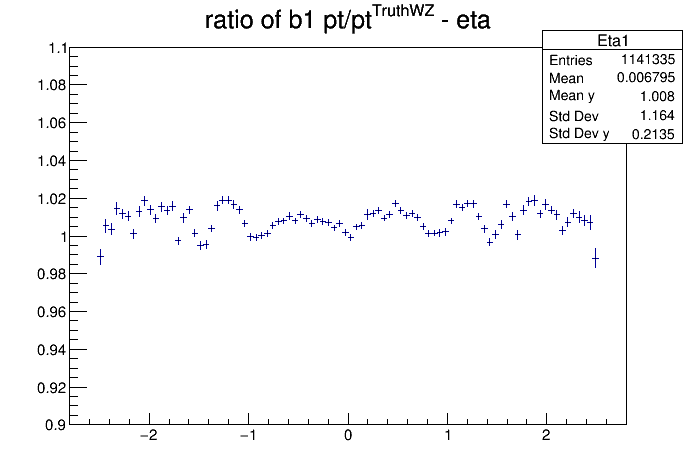 ratio of b1 pt/pt^TruthWZ - eta
Eta1
Entries 1141335
Mean 0.006795
Mean y 1.008
Std Dev 1.164
Std Dev y 0.2135
1.1
1.08
1.06
1.04
1.02
1
0.98
0.96
0.94
0.92
0.9
−2 −1 0 1 2